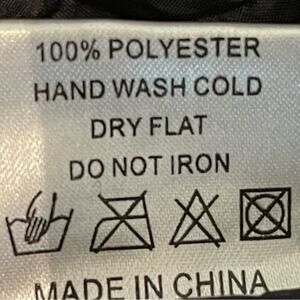 100% POLYESTER
HAND WASH COLD
DRY FLAT
DO NOT IRON
MADE IN CHINA